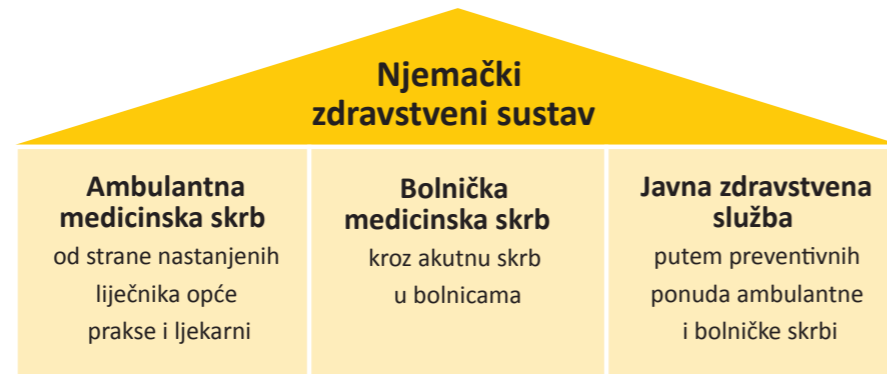 Njemački
zdravstveni sustav
Ambulantna
medicinska skrb
od strane nastanjenih
liječnika opće
prakse i ljekarni
Bolnička
medicinska skrb
kroz akutnu skrb
u bolnicama
Javna zdravstvena
služba
putem preventivnih
ponuda ambulantne
i bolničke skrbi